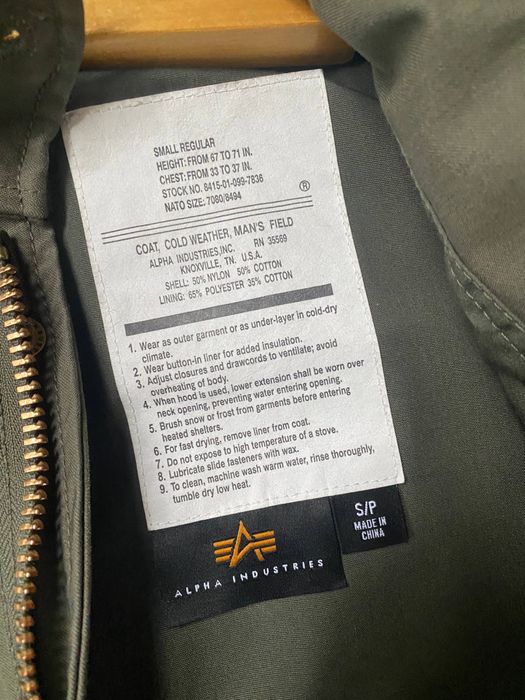 SMALL REGULAR
HEIGHT: FROM 67 TO 71 IN.
CHEST: FROM 33 TO 37 IN.
STOCK NO. 8415-01-099-7836
NATO SIZE: 7080/8494
®
COAT, COLD WEATHER, MAN'S FIELD
ALPHA INDUSTRIES,INC. RN 35569
KNOXVILLE, TN. U.S.A.
SHELL: 50% NYLON 50% COTTON
LINING: 65% POLYESTER 35% COTTON
1. Wear as outer garment or as under-layer in cold-dry
climate.
2. Wear button-in liner for added insulation.
3. Adjust closures and drawcords to ventilate; avoid
overheating of body.
4. When hood is used, lower extension shall be worn over
neck opening, preventing water entering opening.
5. Brush snow or frost from garments before entering
heated shelters.
6. For fast drying, remove liner from coat.
7. Do not expose to high temperature of a stove.
8. Lubricate slide fasteners with wax.
9. To clean, machine wash warm water, rinse thoroughly,
tumble dry low heat.
S/P
MADE IN
CHINA
ALPHA INDUSTRIES